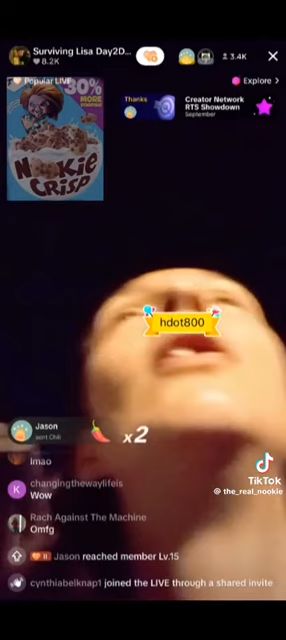 Surviving Lisa Day2D...
8.2K
3.4K
Popular LIVE
Explore >
30%
MORE
NOOKIE
CRISP
Thanks
Creator Network
RTS Showdown
September
hdot800
Jason
sent Chili
x2
lmao
changingthewaylifeis
K
Wow
Rach Against The Machine
Omfg
TikTok
@the_real_nookie
8 Jason reached member Lv.15
cynthiabelknap1 joined the LIVE through a shared invite